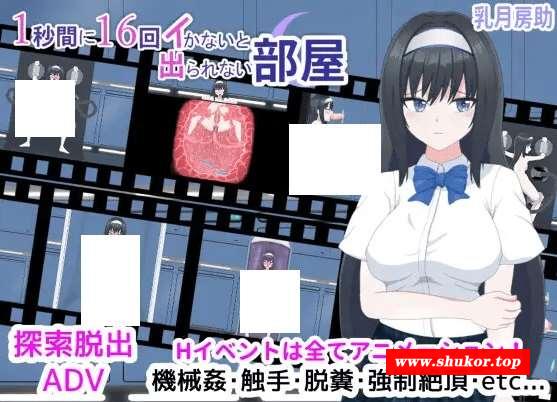 乳月房助
1秒間に16回イかないと
出られない部屋
探索脱出
ADV
Hイベントは全てアニメーション!
www.shukor.top
機械姦・触手・脱糞・強制絶頂・etc...